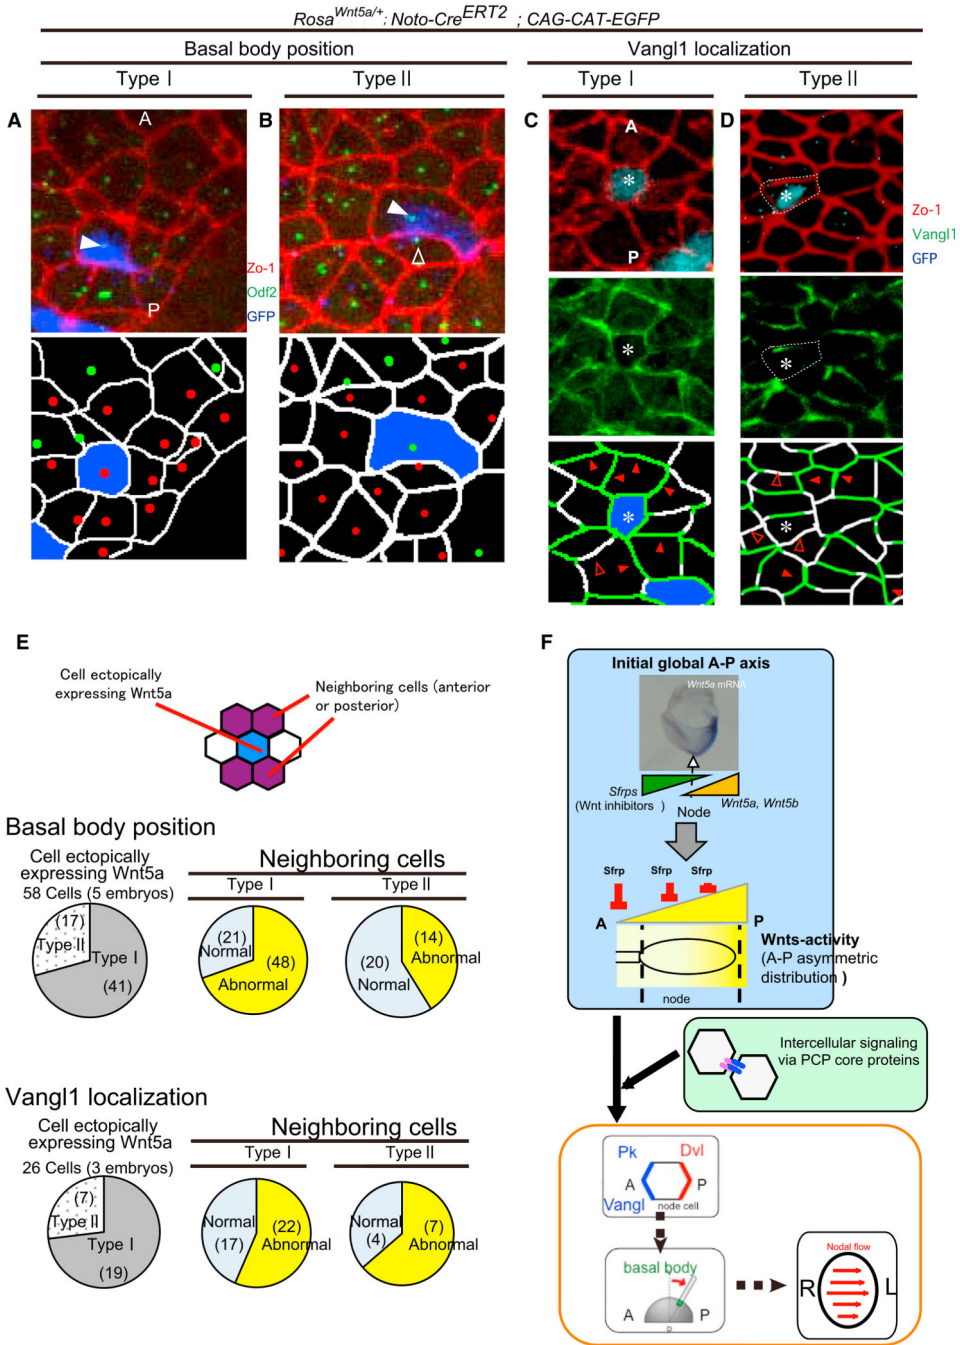 Rosa^Wnt5a/+; Noto-Cre^ERT2 ; CAG-CAT-EGFP
Basal body position
Vangl1 localization
Type I
Type II
Type I
Type II
A
B
C
D
A
P
A
P
Zo-1
Odf2
GFP
Zo-1
Vangl1
GFP
*
*
*
*
*
*
E
Cell ectopically
expressing Wnt5a
Neighboring cells (anterior
or posterior)
Basal body position
Cell ectopically
expressing Wnt5a
58 Cells (5 embryos)
Neighboring cells
Type I
Type II
(17)
Type II
Type I
(41)
(21)
Normal
(48)
Abnormal
(14)
Abnormal
(20)
Normal
Vangl1 localization
Cell ectopically
expressing Wnt5a
26 Cells (3 embryos)
Neighboring cells
Type I
Type II
(7)
Type II
Type I
(19)
Normal
(17)
(22)
Abnormal
Normal
(4)
(7)
Abnormal
F
Initial global A-P axis
Wnt5a mRNA
Sfrps
(Wnt inhibitors )
Wnt5a, Wnt5b
Node
Sfrp
Sfrp
Sfrp
A
P
Wnts-activity
(A-P asymmetric
distribution )
node
Intercellular signaling
via PCP core proteins
Pk
Dvl
A
P
Vangl
node cell
basal body
A
P
Nodal flow
R
L